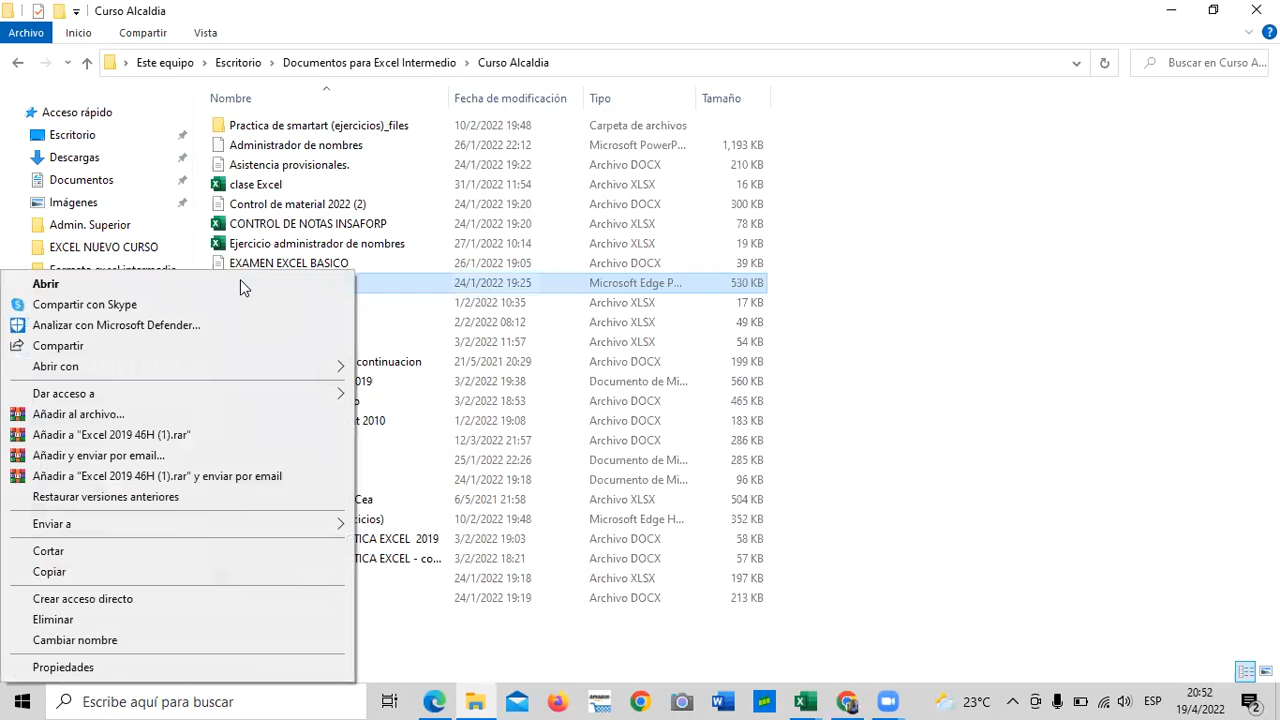 Curso Alcaldia
Archivo Inicio Compartir Vista
Este equipo Escritorio Documentos para Excel Intermedio Curso Alcaldia Buscar en Curso A...
Nombre Fecha de modificación Tipo Tamaño
Acceso rápido
Escritorio
Descargas
Documentos
Imágenes
Admin. Superior
EXCEL NUEVO CURSO
Practica de smartart (ejercicios)_files 10/2/2022 19:48 Carpeta de archivos
Administrador de nombres 26/1/2022 22:12 Microsoft PowerP... 1,193 KB
Asistencia provisionales. 24/1/2022 19:22 Archivo DOCX 210 KB
clase Excel 31/1/2022 11:54 Archivo XLSX 16 KB
Control de material 2022 (2) 24/1/2022 19:20 Archivo DOCX 300 KB
CONTROL DE NOTAS INSAFORP 24/1/2022 19:20 Archivo XLSX 78 KB
Ejercicio administrador de nombres 27/1/2022 10:14 Archivo XLSX 19 KB
EXAMEN EXCEL BASICO 26/1/2022 19:05 Archivo DOCX 39 KB
24/1/2022 19:25 Microsoft Edge P... 530 KB
1/2/2022 10:35 Archivo XLSX 17 KB
2/2/2022 08:12 Archivo XLSX 49 KB
3/2/2022 11:57 Archivo XLSX 54 KB
continuacion 21/5/2021 20:29 Archivo DOCX 199 KB
019 3/2/2022 19:38 Documento de Mi... 560 KB
o 3/2/2022 18:53 Archivo DOCX 465 KB
t 2010 1/2/2022 19:08 Archivo DOCX 183 KB
12/3/2022 21:57 Archivo DOCX 286 KB
25/1/2022 22:26 Documento de Mi... 285 KB
24/1/2022 19:18 Documento de Mi... 96 KB
Cea 6/5/2021 21:58 Archivo XLSX 504 KB
cicios) 10/2/2022 19:48 Microsoft Edge H... 352 KB
TICA EXCEL 2019 3/2/2022 19:03 Archivo DOCX 58 KB
TICA EXCEL - co... 3/2/2022 18:21 Archivo DOCX 57 KB
24/1/2022 19:18 Archivo XLSX 197 KB
24/1/2022 19:19 Archivo DOCX 213 KB
Abrir
Compartir con Skype
Analizar con Microsoft Defender...
Compartir
Abrir con
Dar acceso a
Añadir al archivo...
Añadir a "Excel 2019 46H (1).rar"
Añadir y enviar por email...
Añadir a "Excel 2019 46H (1).rar" y enviar por email
Restaurar versiones anteriores
Enviar a
Cortar
Copiar
Crear acceso directo
Eliminar
Cambiar nombre
Propiedades
Escribe aquí para buscar
23°C ESP 20:52
19/4/2022 2